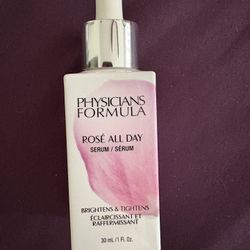 PHYSICIANS
FORMULA
ROSÉ ALL DAY
SERUM / SÉRUM
BRIGHTENS & TIGHTENS
ÉCLAIRCISSANT ET
RAFFERMISSANT
30 mL/1 Fl. Oz.